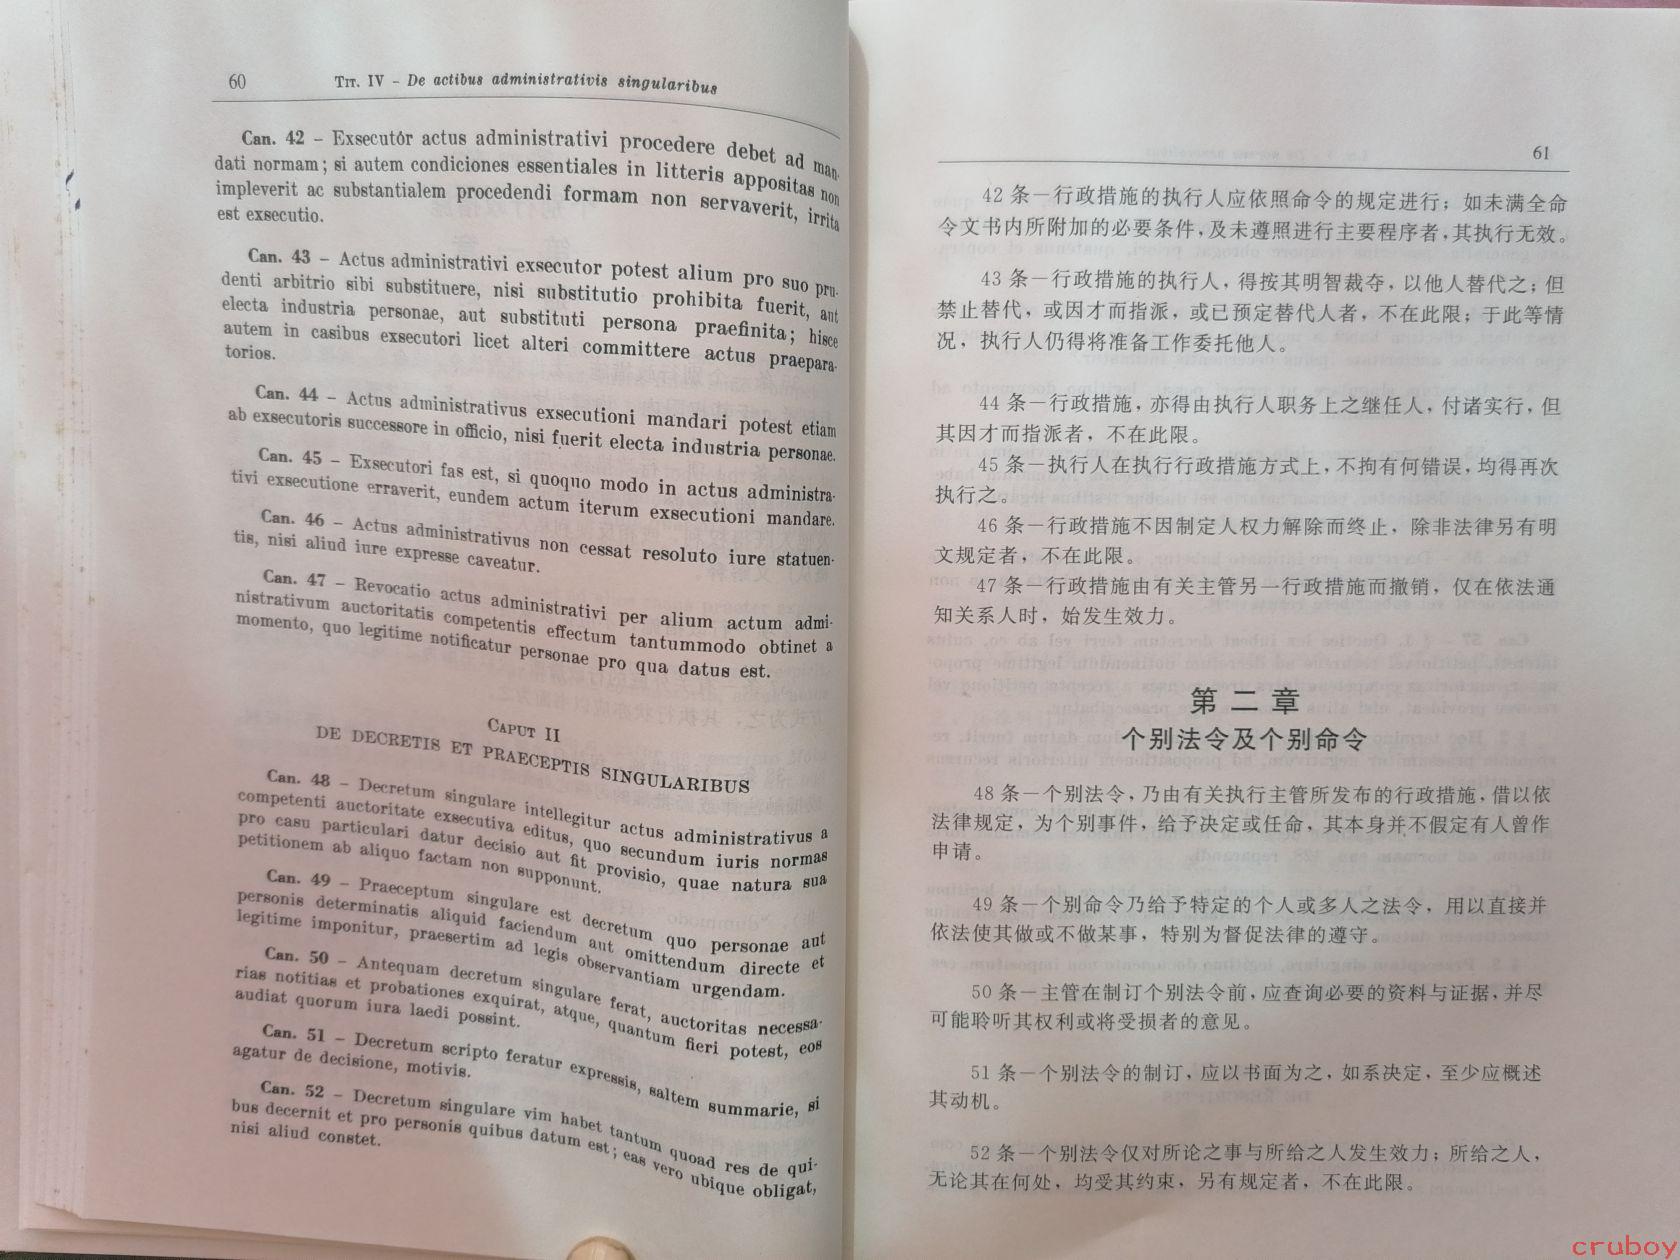 60 Tit. IV – De actibus administrativis singularibus
Can. 42 – Exsecutor actus administrativi procedere debet ad man-
dati normam; si autem condiciones essentiales in litteris appositas non
impleverit ac substantialem procedendi formam non servaverit, irrita
est exsecutio.
Can. 43 – Actus administrativi exsecutor potest alium pro suo pru-
denti arbitrio sibi substituere, nisi substitutio prohibita fuerit, aut
electa industria personae, aut substituti persona praefinita; hisce
autem in casibus exsecutori licet alteri committere actus praepara-
torios.
Can. 44 – Actus administrativus exsecutioni mandari potest etiam
ab exsecutoris successore in officio, nisi fuerit electa industria personae.
Can. 45 – Exsecutori fas est, si quoquo modo in actus administra-
tivi exsecutione erraverit, eundem actum iterum exsecutioni mandare.
Can. 46 – Actus administrativus non cessat resoluto iure statuen-
tis, nisi aliud iure expresse caveatur.
Can. 47 – Revocatio actus administrativi per alium actum admi-
nistrativum auctoritatis competentis effectum tantummodo obtinet a
momento, quo legitime notificatur personae pro qua datus est.
Caput II
DE DECRETIS ET PRAECEPTIS SINGULARIBUS
Can. 48 – Decretum singulare intellegitur actus administrativus a
competenti auctoritate exsecutiva editus, quo secundum iuris normas
pro casu particulari datur decisio aut fit provisio, quae natura sua
petitionem ab aliquo factam non supponunt.
Can. 49 – Praeceptum singulare est decretum quo personae aut
personis determinatis aliquid faciendum aut omittendum directe et
legitime imponitur, praesertim ad legis observantiam urgendam.
Can. 50 – Antequam decretum singulare ferat, auctoritas necessa-
rias notitias et probationes exquirat, atque, quantum fieri potest, eos
audiat quorum iura laedi possint.
Can. 51 – Decretum scripto feratur expressis, saltem summarie, si
agatur de decisione, motivis.
Can. 52 – Decretum singulare vim habet tantum quoad res de qui-
bus decernit et pro personis quibus datum est; eas vero ubique obligat,
nisi aliud constet.
61
42 条－行政措施的执行人应依照命令的规定进行；如未满全命
令文书内所附加的必要条件，及未遵照进行主要程序者，其执行无效。
43 条－行政措施的执行人，得按其明智裁夺，以他人替代之；但
禁止替代，或因才而指派，或已预定替代人者，不在此限；于此等情
况，执行人仍得将准备工作委托他人。
44 条－行政措施，亦得由执行人职务上之继任人，付诸实行，但
其因才而指派者，不在此限。
45 条－执行人在执行行政措施方式上，不拘有何错误，均得再次
执行之。
46 条－行政措施不因制定人权力解除而终止，除非法律另有明
文规定者，不在此限。
47 条－行政措施由有关主管另一行政措施而撤销，仅在依法通
知关系人时，始发生效力。
第 二 章
个别法令及个别命令
48 条－个别法令，乃由有关执行主管所发布的行政措施，借以依
法律规定，为个别事件，给予决定或任命，其本身并不假定有人曾作
申请。
49 条－个别命令乃给予特定的个人或多人之法令，用以直接并
依法使其做或不做某事，特别为督促法律的遵守。
50 条－主管在制订个别法令前，应查询必要的资料与证据，并尽
可能聆听其权利或将受损者的意见。
51 条－个别法令的制订，应以书面为之，如系决定，至少应概述
其动机。
52 条－个别法令仅对所论之事与所给之人发生效力；所给之人，
无论其在何处，均受其约束，另有规定者，不在此限。
cruboy